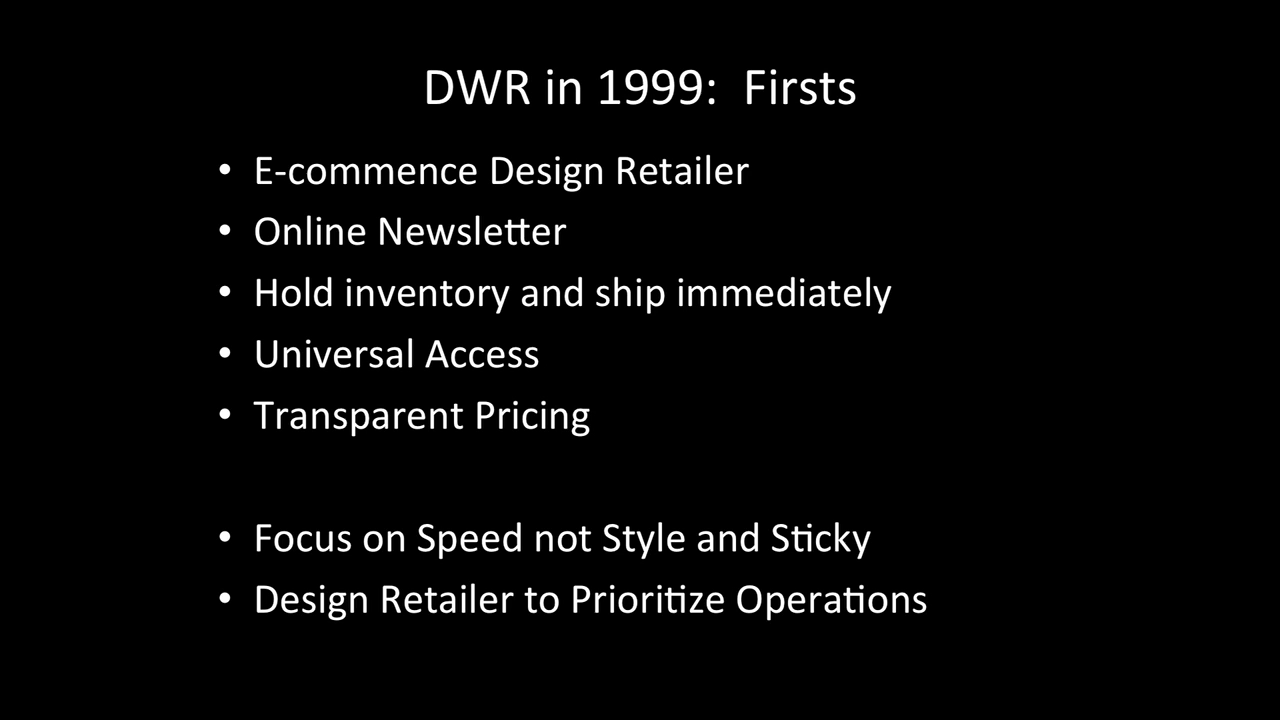 DWR in 1999:  Firsts
• E-commence Design Retailer
• Online Newsletter
• Hold inventory and ship immediately
• Universal Access
• Transparent Pricing
• Focus on Speed not Style and Sticky
• Design Retailer to Prioritize Operations